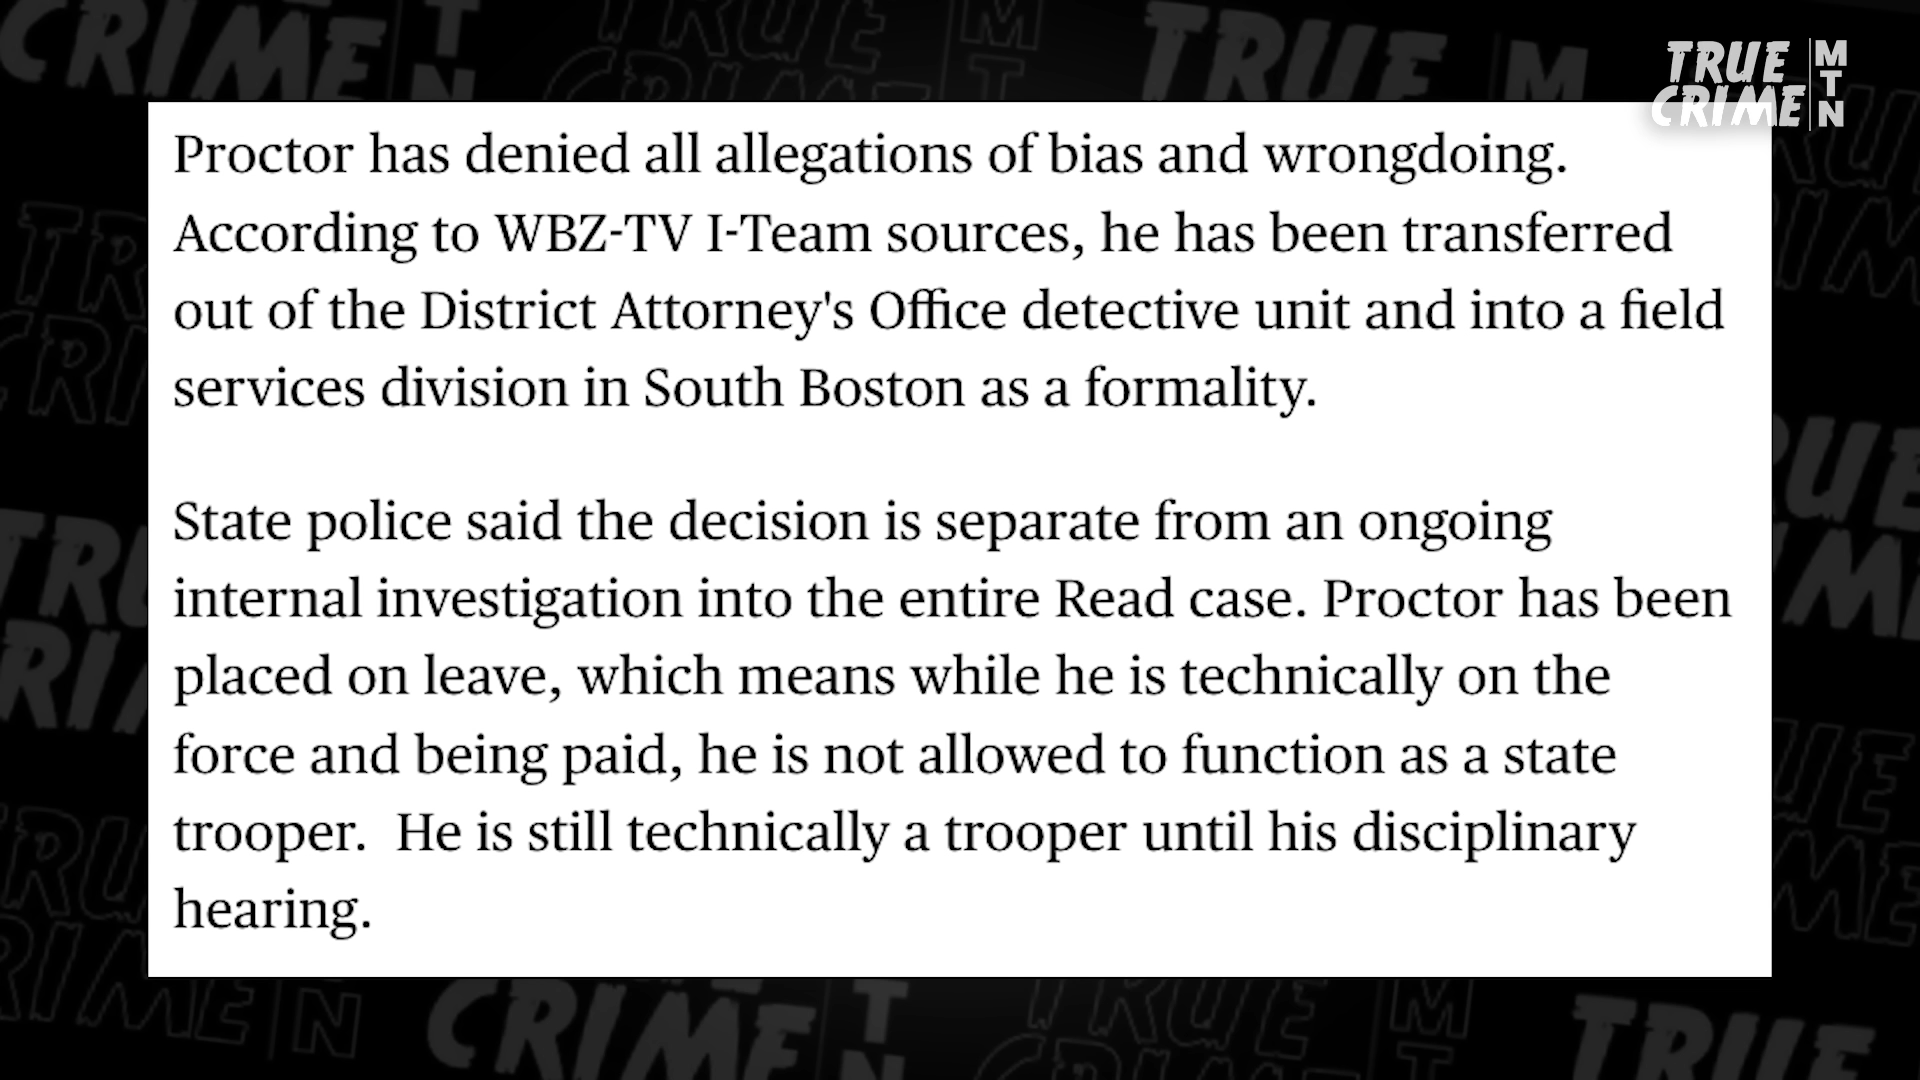 TRUE
CRIME
MTN
Proctor has denied all allegations of bias and wrongdoing.
According to WBZ-TV I-Team sources, he has been transferred
out of the District Attorney's Office detective unit and into a field
services division in South Boston as a formality.
State police said the decision is separate from an ongoing
internal investigation into the entire Read case. Proctor has been
placed on leave, which means while he is technically on the
force and being paid, he is not allowed to function as a state
trooper.  He is still technically a trooper until his disciplinary
hearing.